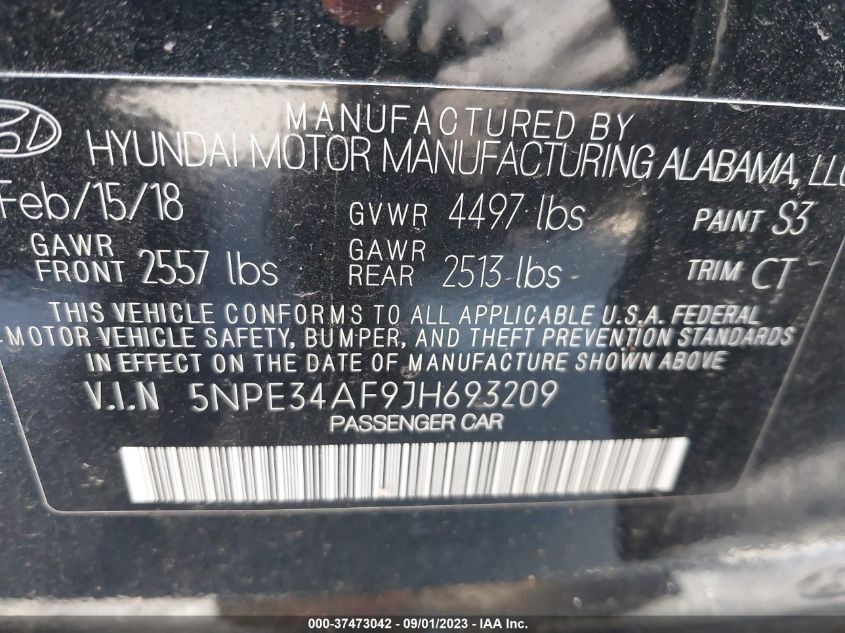 MANUFACTURED BY
HYUNDAI MOTOR MANUFACTURING ALABAMA, LLC
Feb/15/18 GVWR 4497 lbs PAINT S3
GAWR FRONT 2557 lbs GAWR REAR 2513 lbs TRIM CT
THIS VEHICLE CONFORMS TO ALL APPLICABLE U.S.A. FEDERAL
MOTOR VEHICLE SAFETY, BUMPER, AND THEFT PREVENTION STANDARDS
IN EFFECT ON THE DATE OF MANUFACTURE SHOWN ABOVE
V.I.N 5NPE34AF9JH693209
PASSENGER CAR
000-37473042 - 09/01/2023 - IAA Inc.